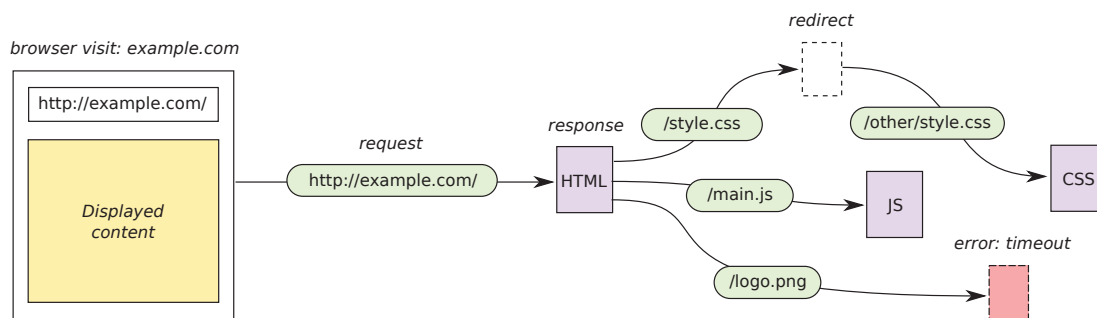 browser visit: example.com
http://example.com/
Displayed
content
request
http://example.com/
response
HTML
/style.css
redirect
/other/style.css
CSS
/main.js
JS
/logo.png
error: timeout